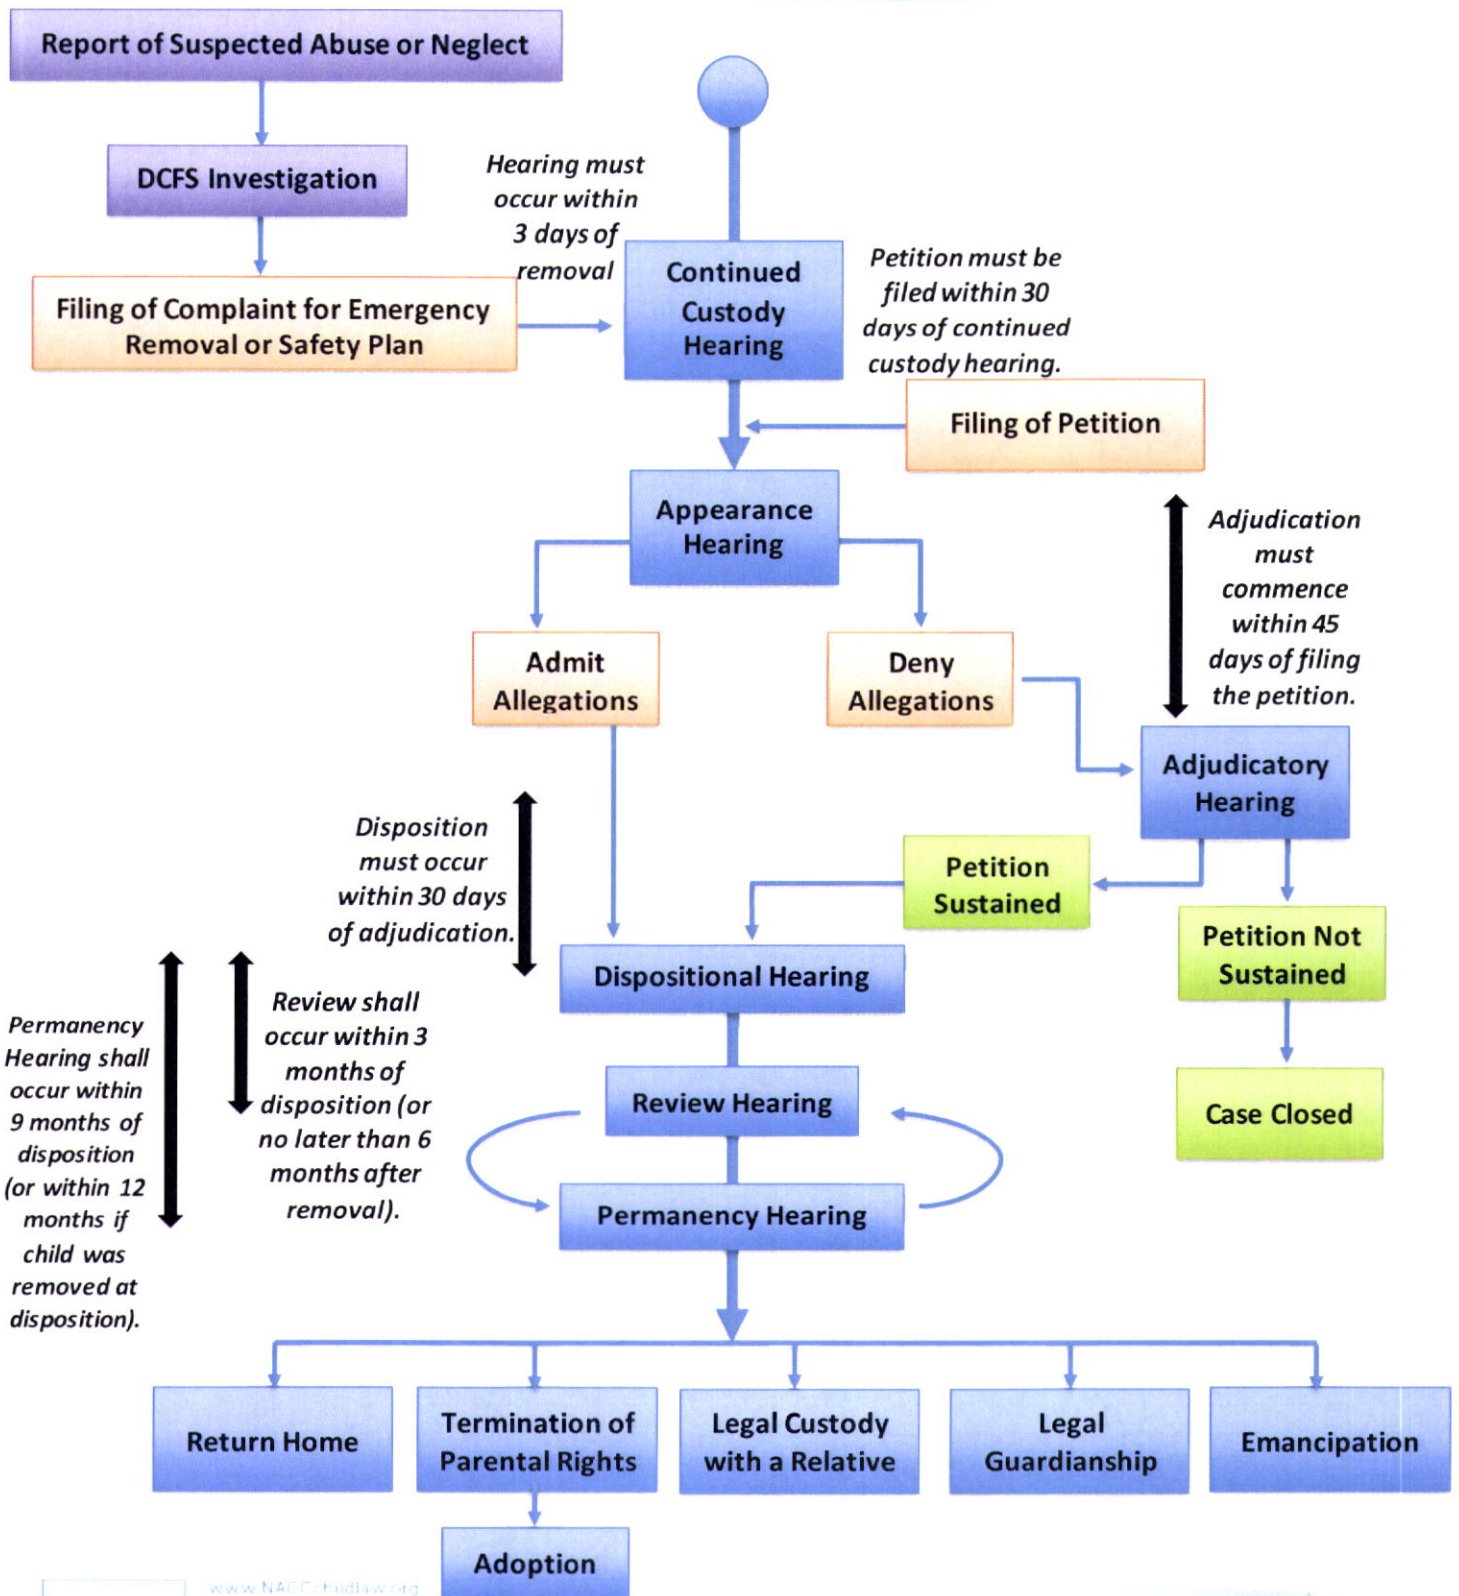 Report of Suspected Abuse or Neglect
DCFS Investigation
Hearing must
occur within
3 days of
removal
Filing of Complaint for Emergency
Removal or Safety Plan
Continued
Custody
Hearing
Petition must be
filed within 30
days of continued
custody hearing.
Filing of Petition
Appearance
Hearing
Adjudication
must
commence
within 45
days of filing
the petition.
Admit
Allegations
Deny
Allegations
Adjudicatory
Hearing
Disposition
must occur
within 30 days
of adjudication.
Petition
Sustained
Petition Not
Sustained
Case Closed
Dispositional Hearing
Review shall
occur within 3
months of
disposition (or
no later than 6
months after
removal).
Permanency
Hearing shall
occur within
9 months of
disposition
(or within 12
months if
child was
removed at
disposition).
Review Hearing
Permanency Hearing
Return Home
Termination of
Parental Rights
Legal Custody
with a Relative
Legal
Guardianship
Emancipation
Adoption
www.NACCchildlaw.org